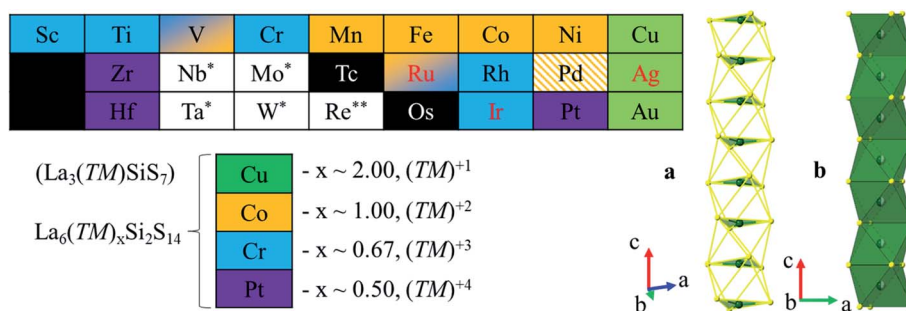 Sc Ti V Cr Mn Fe Co Ni Cu
Zr Nb* Mo* Tc Ru Rh Pd Ag
Hf Ta* W* Re** Os Ir Pt Au
(La₃(TM)SiS₇)
La₆(TM)ₓSi₂S₁₄
Cu - x ~ 2.00, (TM)⁺¹
Co - x ~ 1.00, (TM)⁺²
Cr - x ~ 0.67, (TM)⁺³
Pt - x ~ 0.50, (TM)⁺⁴
a
c
a
b
b
c
b
a